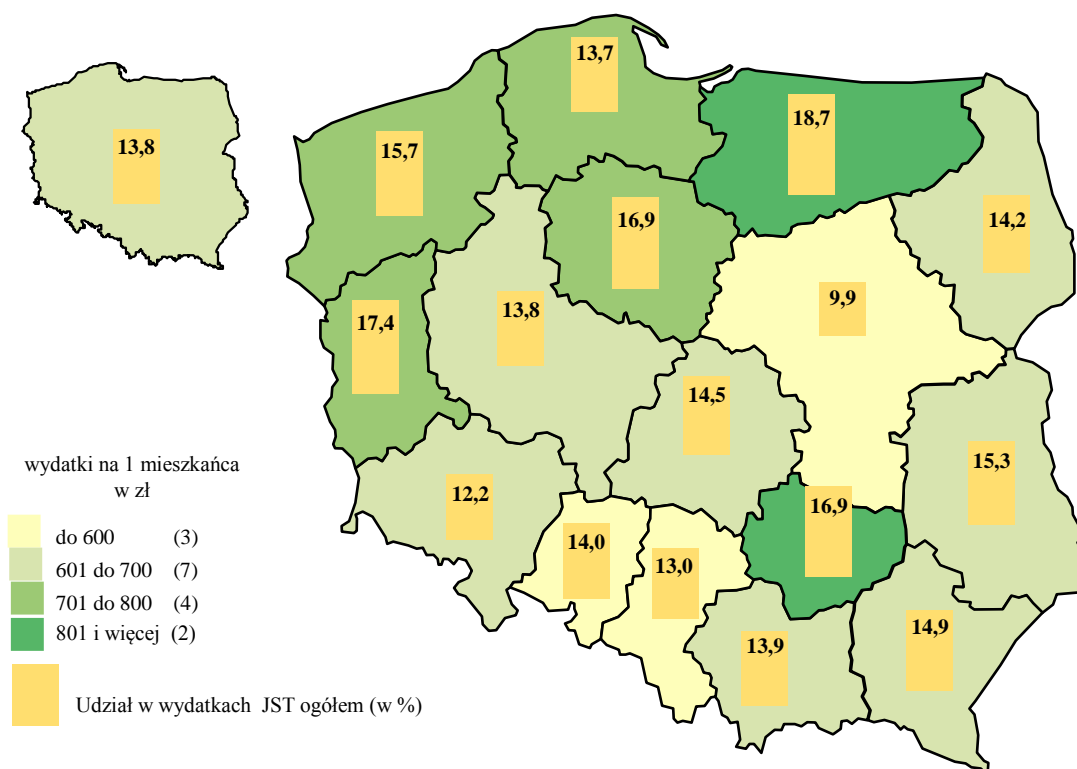 13,7
18,7
13,8
15,7
16,9
14,2
9,9
17,4
13,8
14,5
15,3
12,2
16,9
14,0
13,0
14,9
13,9
wydatki na 1 mieszkańca
w zł
do 600 (3)
601 do 700 (7)
701 do 800 (4)
801 i więcej (2)
Udział w wydatkach JST ogółem (w %)